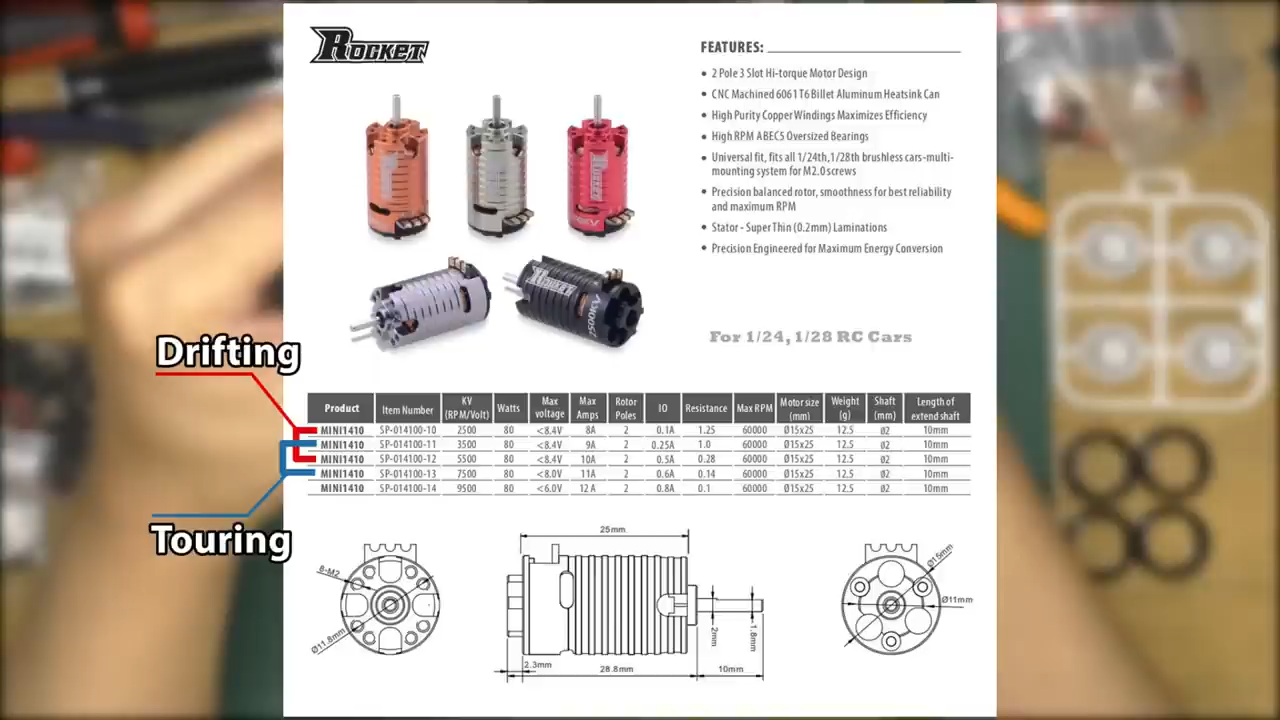 ROCKET
FEATURES:
• 2 Pole 3 Slot Hi-torque Motor Design
• CNC Machined 6061 T6 Billet Aluminum Heatsink Can
• High Purity Copper Windings Maximizes Efficiency
• High RPM ABEC5 Oversized Bearings
• Universal fit, fits all 1/24th,1/28th brushless cars-multi-
mounting system for M2.0 screws
• Precision balanced rotor, smoothness for best reliability
and maximum RPM
• Stator - Super Thin (0.2mm) Laminations
• Precision Engineered for Maximum Energy Conversion
ROCKET
ROCKET
KV
2500KV
For 1/24, 1/28 RC Cars
Drifting
Touring
Product Item Number KV (RPM/Volt) Watts Max voltage Max Amps Rotor Poles IO Resistance Max RPM Motor size (mm) Weight (g) Shaft (mm) Length of extend shaft
MINI1410 SP-014100-10 2500 80 <8.4V 8A 2 0.1A 1.25 60000 Ø15x25 12.5 ø2 10mm
MINI1410 SP-014100-11 3500 80 <8.4V 9A 2 0.25A 1.0 60000 Ø15x25 12.5 ø2 10mm
MINI1410 SP-014100-12 5500 80 <8.4V 10A 2 0.5A 0.28 60000 Ø15x25 12.5 ø2 10mm
MINI1410 SP-014100-13 7500 80 <8.0V 11A 2 0.6A 0.14 60000 Ø15x25 12.5 ø2 10mm
MINI1410 SP-014100-14 9500 80 <6.0V 12 A 2 0.8A 0.1 60000 Ø15x25 12.5 ø2 10mm
8-M2
Ø11.8mm
25mm
2mm
1.8mm
2.3mm
28.8mm
10mm
Ø15mm
Ø11mm